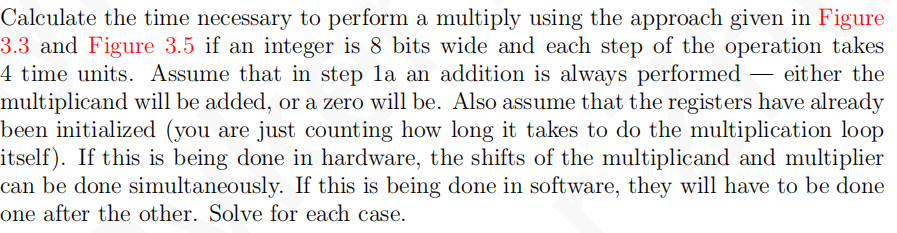 Calculate the time necessary to perform a multiply using the approach given in Figure
3.3 and Figure 3.5 if an integer is 8 bits wide and each step of the operation takes
4 time units. Assume that in step 1a an addition is always performed — either the
multiplicand will be added, or a zero will be. Also assume that the registers have already
been initialized (you are just counting how long it takes to do the multiplication loop
itself). If this is being done in hardware, the shifts of the multiplicand and multiplier
can be done simultaneously. If this is being done in software, they will have to be done
one after the other. Solve for each case.